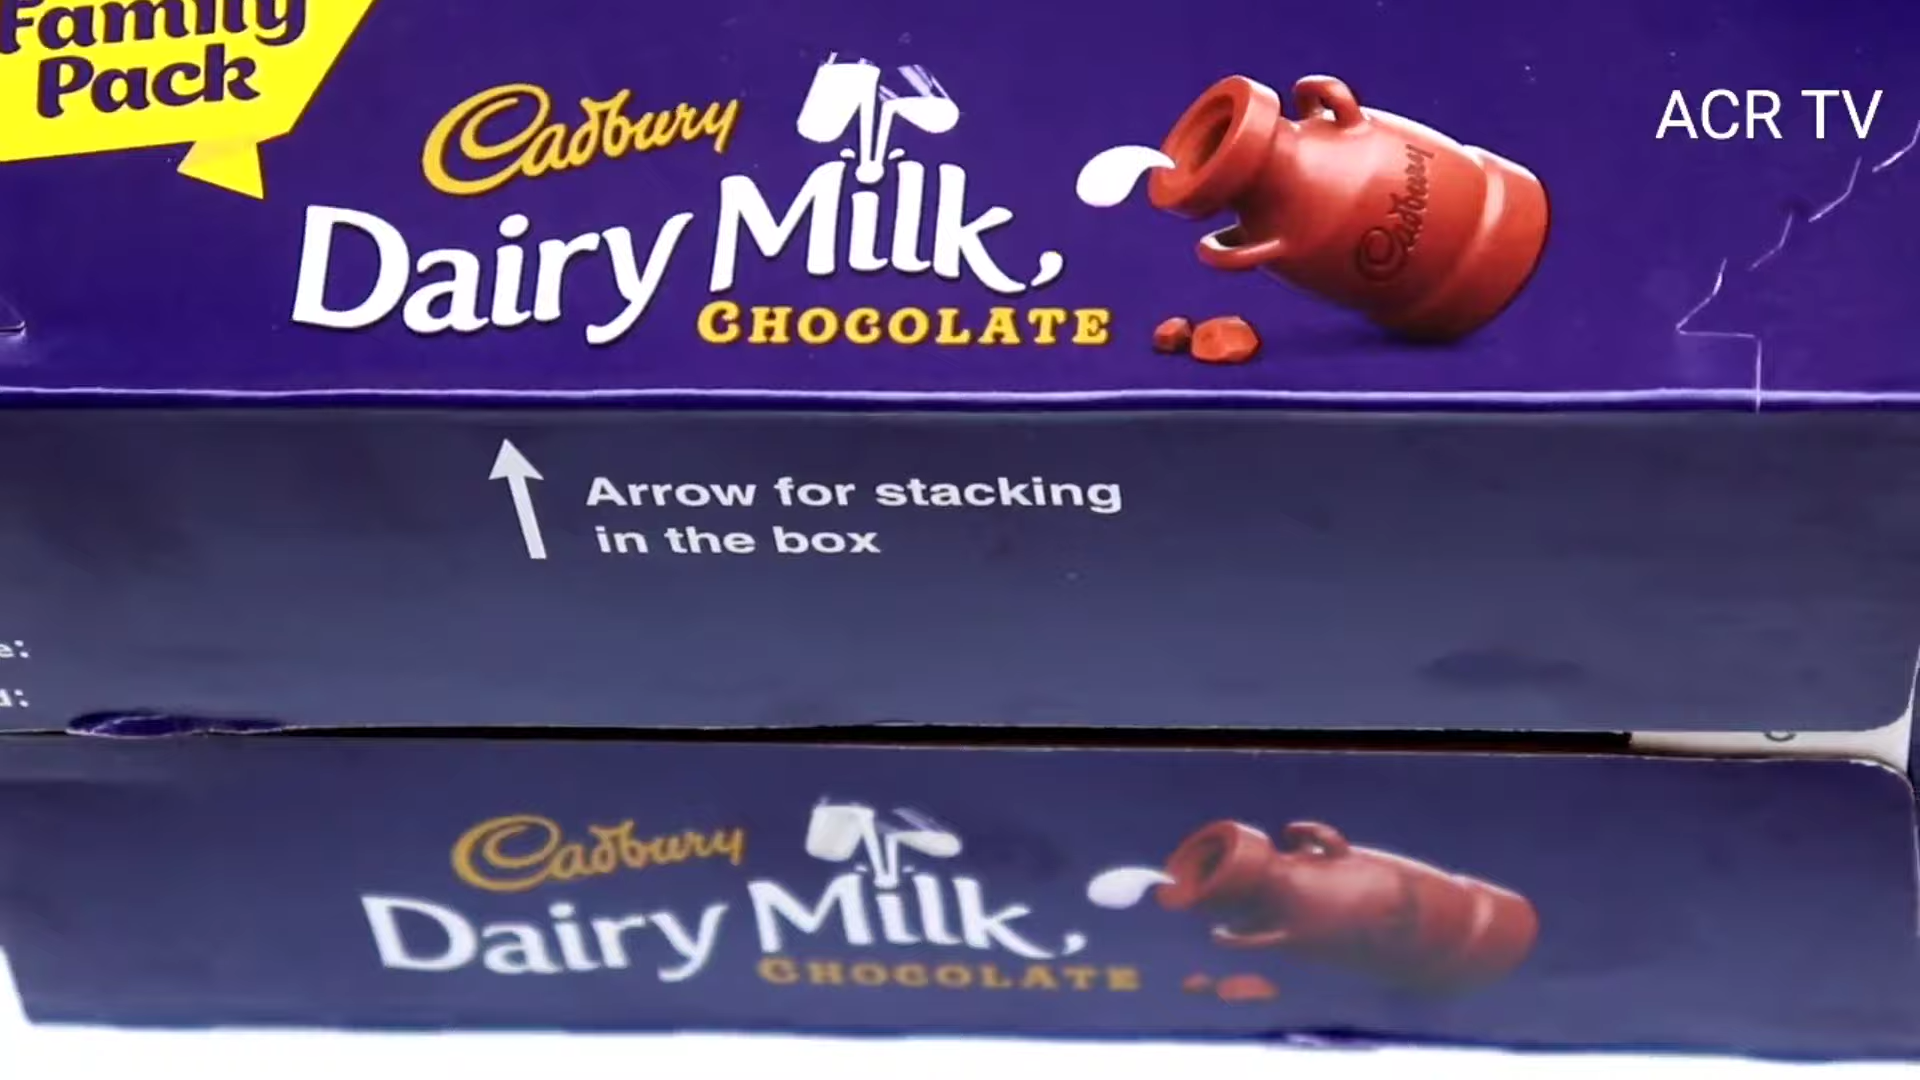 Family
Pack
Cadbury
Dairy Milk,
CHOCOLATE
Cadbury
ACR TV
Arrow for stacking
in the box
Cadbury
Dairy Milk,
CHOCOLATE